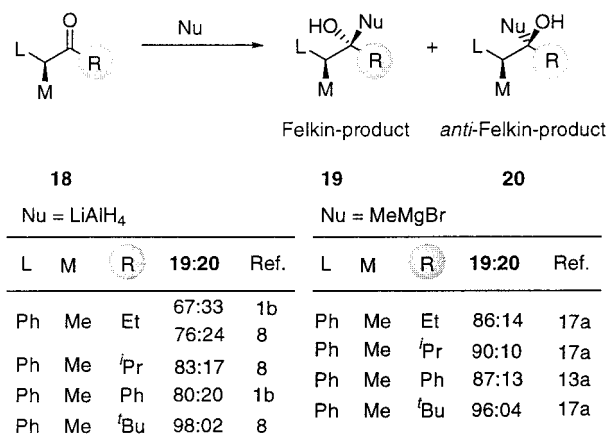 O
L R
M
Nu
HO Nu
L R
M
+
Nu OH
L R
M
Felkin-product anti-Felkin-product
18 19 20
Nu = LiAlH4
L M R 19:20 Ref.
Ph Me Et 67:33 1b
76:24 8
Ph Me iPr 83:17 8
Ph Me Ph 80:20 1b
Ph Me tBu 98:02 8
Nu = MeMgBr
L M R 19:20 Ref.
Ph Me Et 86:14 17a
Ph Me iPr 90:10 17a
Ph Me Ph 87:13 13a
Ph Me tBu 96:04 17a